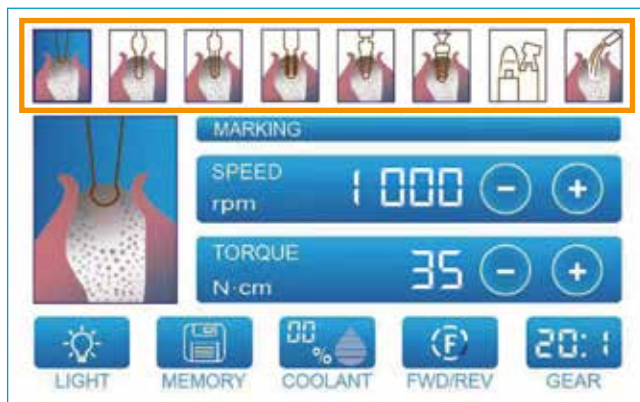 MARKING
SPEED
rpm
1000
TORQUE
N·cm
35
00
%
F
20:1
LIGHT
MEMORY
COOLANT
FWD/REV
GEAR